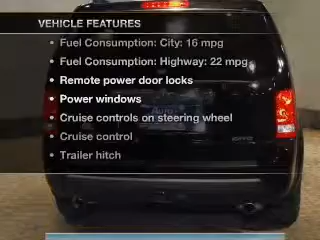 VEHICLE FEATURES
• Fuel Consumption: City: 16 mpg
• Fuel Consumption: Highway: 22 mpg
• Remote power door locks
• Power windows
• Cruise controls on steering wheel
• Cruise control
• Trailer hitch